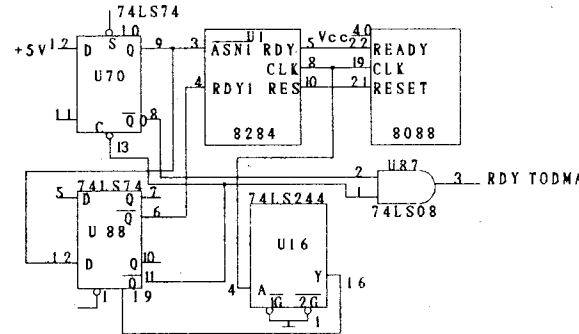 74LS74
10
+5V 12 D S Q 9
U70
11 Q 8
C
13
U1
3 ASN1 RDY 5
CLK 8
4 RDY1 RES 10
8284
Vcc 40
22 READY
19 CLK
21 RESET
8088
U87
2
1
3 RDY TODMA
74LS08
74LS74
5 D Q 7
Q 6
U 88
12 D Q 10
Q 11
1 19
74LS244
U16
4 A Y 16
1G 2G 1